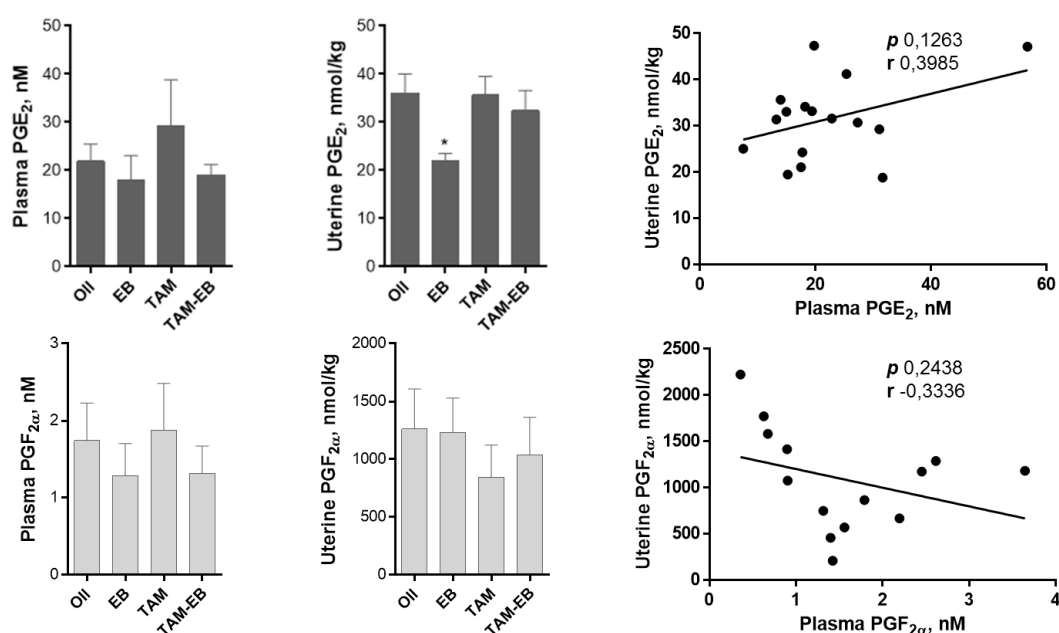 50
40
30
20
10
0
Plasma PGE₂, nM
OIl
EB
TAM
TAM-EB
50
40
30
20
10
0
Uterine PGE₂, nmol/kg
*
OIl
EB
TAM
TAM-EB
50
40
30
20
10
0
Uterine PGE₂, nmol/kg
p 0,1263
r 0,3985
0 20 40 60
Plasma PGE₂, nM
3
2
1
0
Plasma PGF₂α, nM
OIl
EB
TAM
TAM-EB
2000
1500
1000
500
0
Uterine PGF₂α, nmol/kg
OIl
EB
TAM
TAM-EB
2500
2000
1500
1000
500
0
Uterine PGF₂α, nmol/kg
p 0,2438
r -0,3336
0 1 2 3 4
Plasma PGF₂α, nM